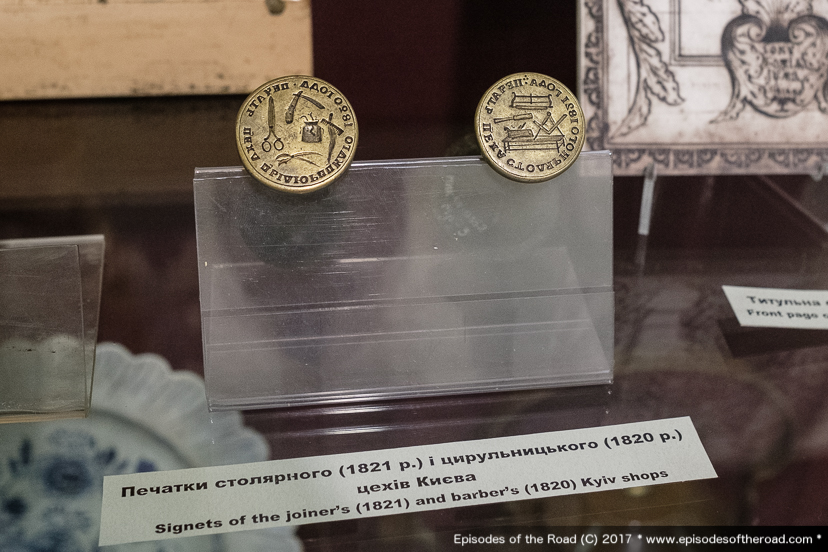 Титульна
Front page
Печатки столярного (1821 р.) і цирульницького (1820 р.)
цехів Києва
Signets of the joiner's (1821) and barber's (1820) Kyiv shops
Episodes of the Road (C) 2017 * www.episodesoftheroad.com *